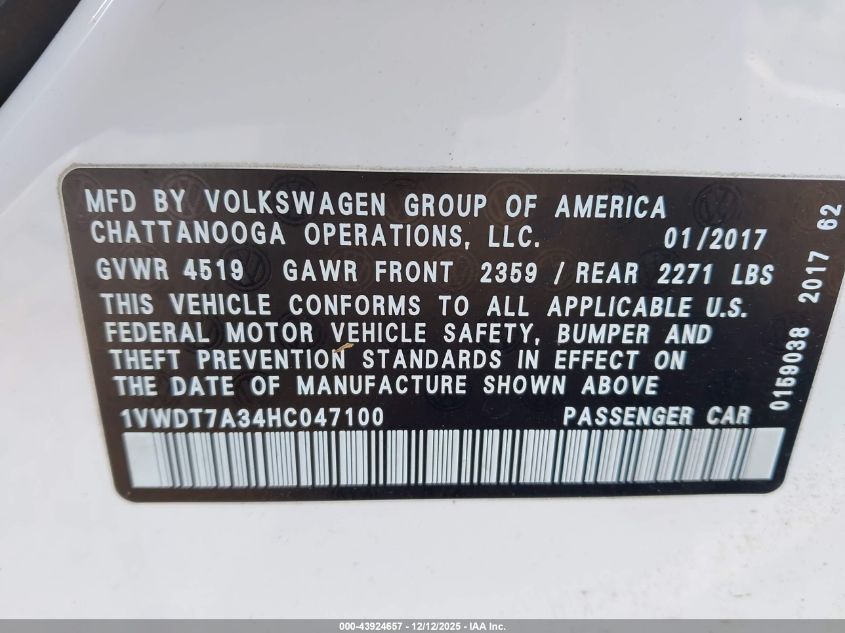 MFD BY VOLKSWAGEN GROUP OF AMERICA
CHATTANOOGA OPERATIONS, LLC. 01/2017
GVWR 4519 GAWR FRONT 2359 / REAR 2271 LBS
THIS VEHICLE CONFORMS TO ALL APPLICABLE U.S.
FEDERAL MOTOR VEHICLE SAFETY, BUMPER AND
THEFT PREVENTION STANDARDS IN EFFECT ON
THE DATE OF MANUFACTURE SHOWN ABOVE
1VWDT7A34HC047100 PASSENGER CAR
0159038 2017 62
000-43924657 - 12/12/2025 - IAA Inc.